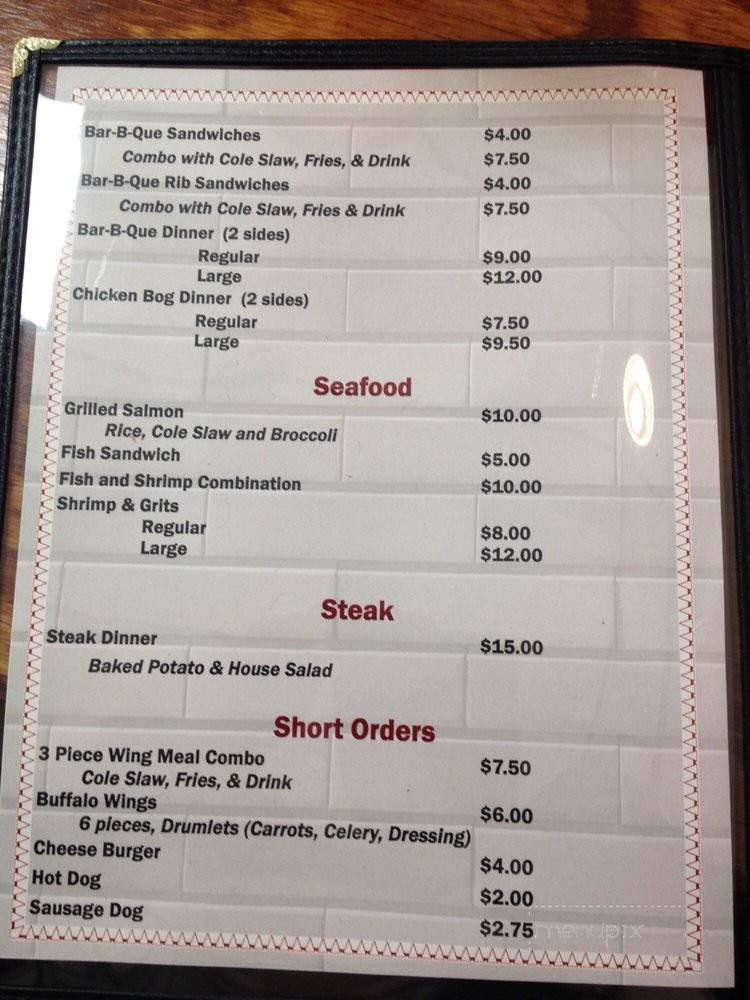 Bar-B-Que Sandwiches $4.00
Combo with Cole Slaw, Fries, & Drink $7.50
Bar-B-Que Rib Sandwiches $4.00
Combo with Cole Slaw, Fries & Drink $7.50
Bar-B-Que Dinner (2 sides)
Regular $9.00
Large $12.00
Chicken Bog Dinner (2 sides)
Regular $7.50
Large $9.50
Seafood
Grilled Salmon $10.00
Rice, Cole Slaw and Broccoli
Fish Sandwich $5.00
Fish and Shrimp Combination $10.00
Shrimp & Grits
Regular $8.00
Large $12.00
Steak
Steak Dinner $15.00
Baked Potato & House Salad
Short Orders
3 Piece Wing Meal Combo $7.50
Cole Slaw, Fries, & Drink
Buffalo Wings $6.00
6 pieces, Drumlets (Carrots, Celery, Dressing)
Cheese Burger $4.00
Hot Dog $2.00
Sausage Dog $2.75
menupix